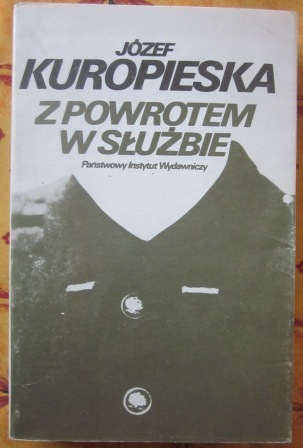 JÓZEF
KUROPIESKA
Z POWROTEM
W SŁUŻBIE
Państwowy Instytut Wydawniczy